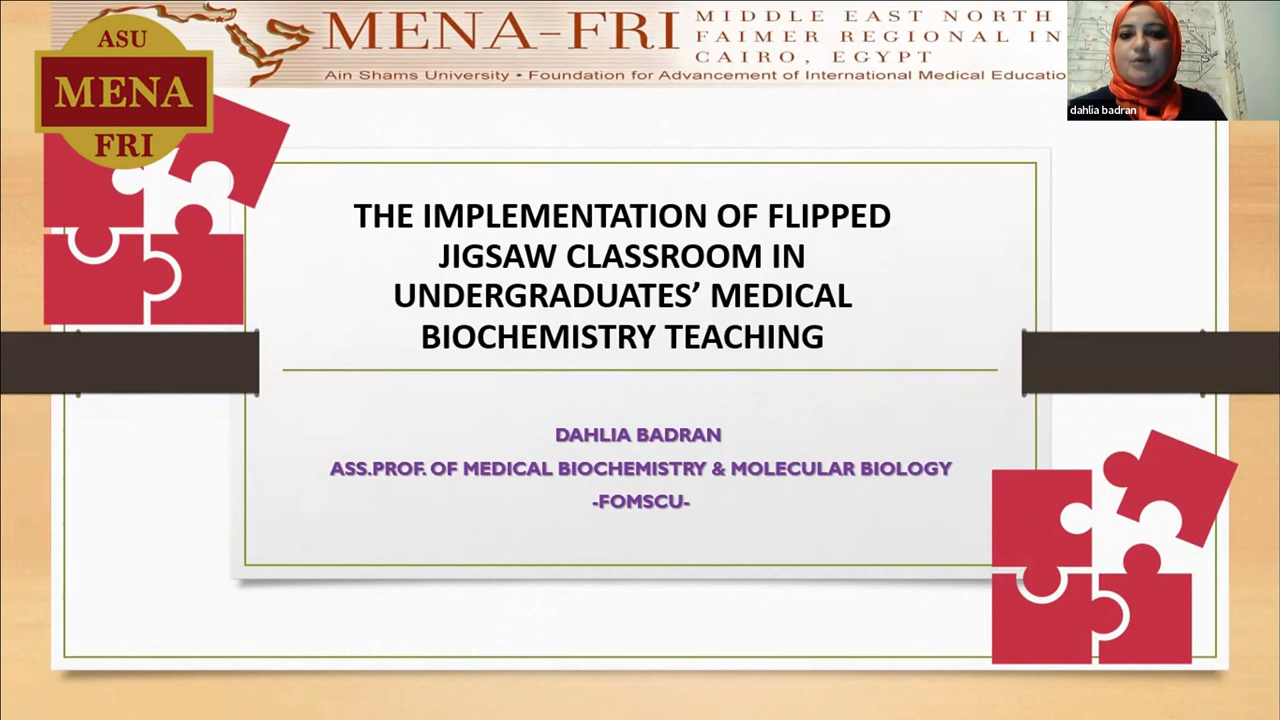 ASU
MENA
FRI
MENA-FRI
MIDDLE EAST NORTH
FAIMER REGIONAL IN
CAIRO, EGYPT
Ain Shams University • Foundation for Advancement of International Medical Educatio
dahlia badran
THE IMPLEMENTATION OF FLIPPED
JIGSAW CLASSROOM IN
UNDERGRADUATES’ MEDICAL
BIOCHEMISTRY TEACHING
DAHLIA BADRAN
ASS.PROF. OF MEDICAL BIOCHEMISTRY & MOLECULAR BIOLOGY
-FOMSCU-